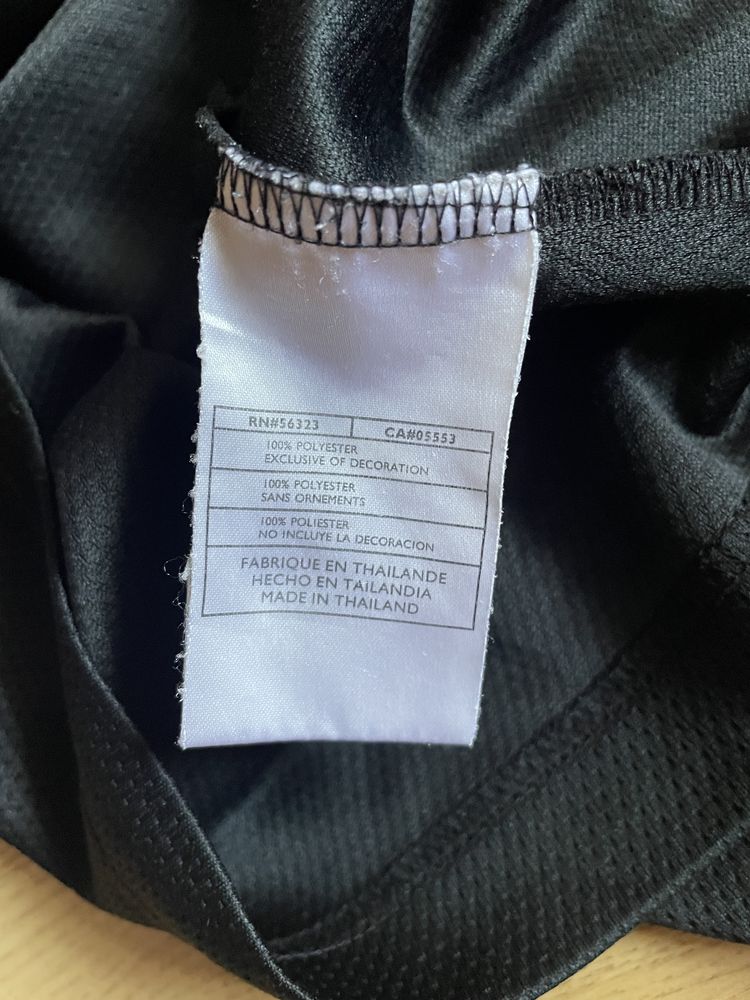 RN#56323 CA#05553
100% POLYESTER
EXCLUSIVE OF DECORATION
100% POLYESTER
SANS ORNEMENTS
100% POLIESTER
NO INCLUYE LA DECORACION
FABRIQUE EN THAILANDE
HECHO EN TAILANDIA
MADE IN THAILAND